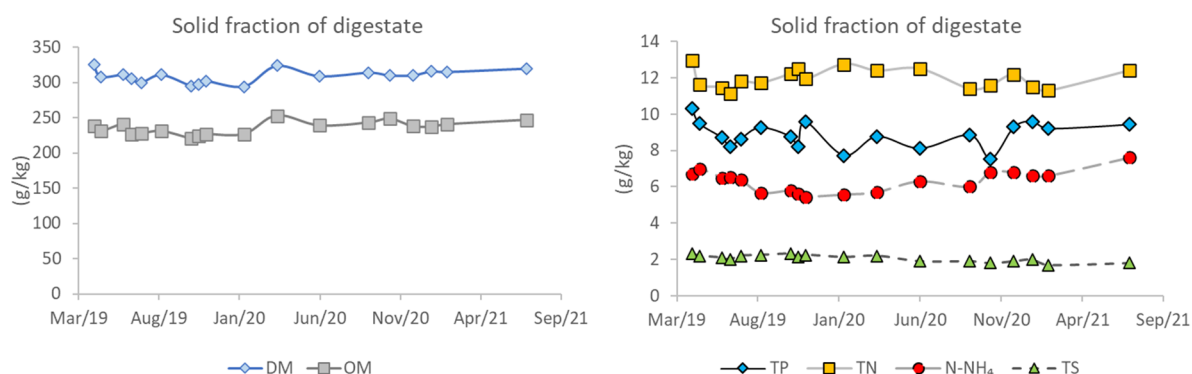 Solid fraction of digestate
(g/kg)
350
300
250
200
150
100
50
0
Mar/19 Aug/19 Jan/20 Jun/20 Nov/20 Apr/21 Sep/21
DM OM
Solid fraction of digestate
(g/kg)
14
12
10
8
6
4
2
0
Mar/19 Aug/19 Jan/20 Jun/20 Nov/20 Apr/21 Sep/21
TP TN N-NH₄ TS